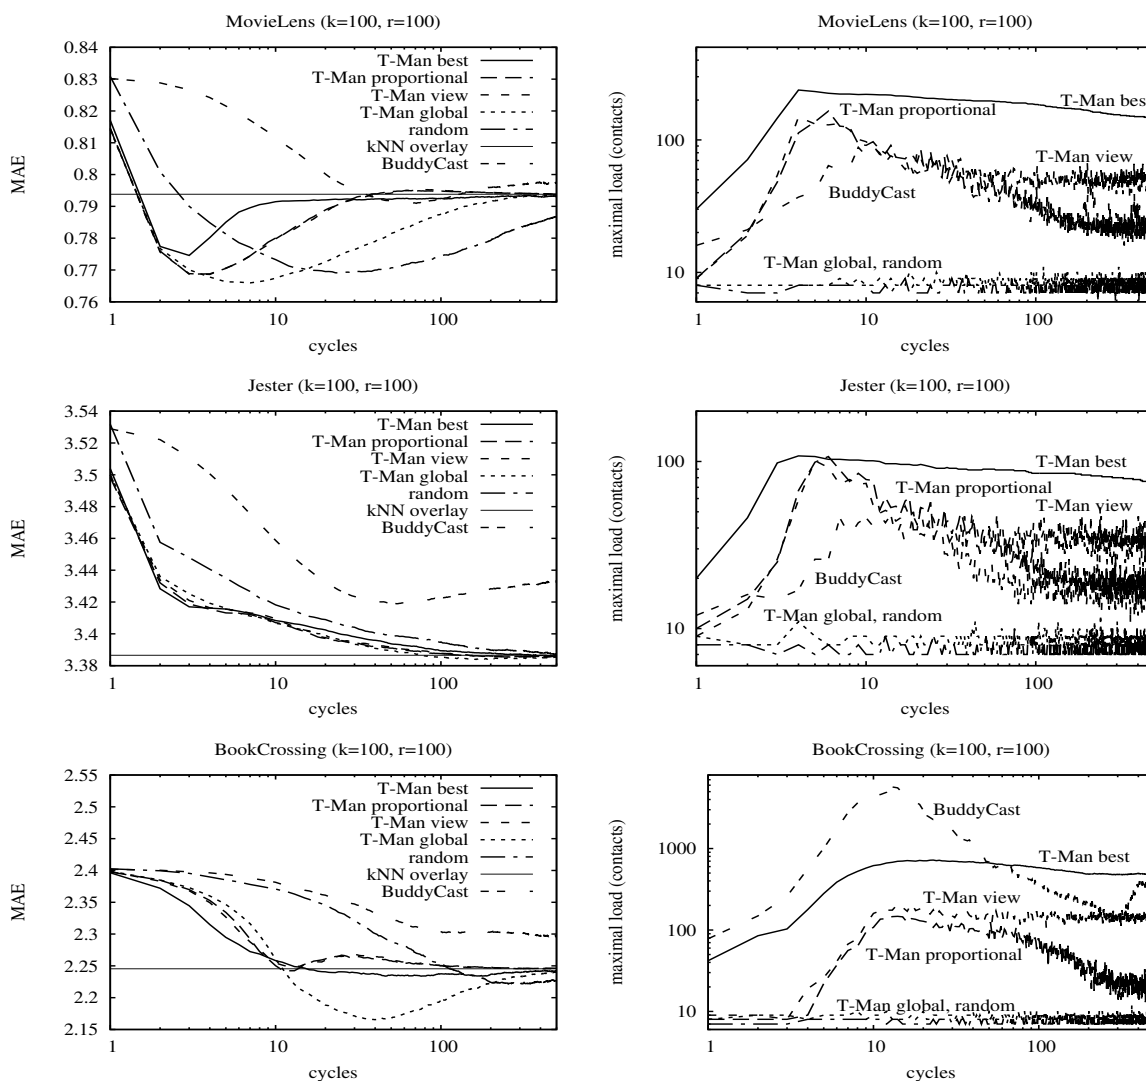 MovieLens (k=100, r=100)
0.84
0.83
0.82
0.81
0.8
0.79
0.78
0.77
0.76
MAE
T-Man best
T-Man proportional
T-Man view
T-Man global
random
kNN overlay
BuddyCast
1
10
100
cycles
MovieLens (k=100, r=100)
100
10
maximal load (contacts)
T-Man best
T-Man proportional
T-Man view
BuddyCast
T-Man global, random
1
10
100
cycles
Jester (k=100, r=100)
3.54
3.52
3.5
3.48
3.46
3.44
3.42
3.4
3.38
MAE
T-Man best
T-Man proportional
T-Man view
T-Man global
random
kNN overlay
BuddyCast
1
10
100
cycles
Jester (k=100, r=100)
100
10
maximal load (contacts)
T-Man best
T-Man proportional
T-Man view
BuddyCast
T-Man global, random
1
10
100
cycles
BookCrossing (k=100, r=100)
2.55
2.5
2.45
2.4
2.35
2.3
2.25
2.2
2.15
MAE
T-Man best
T-Man proportional
T-Man view
T-Man global
random
kNN overlay
BuddyCast
1
10
100
cycles
BookCrossing (k=100, r=100)
1000
100
10
maximal load (contacts)
BuddyCast
T-Man best
T-Man view
T-Man proportional
T-Man global, random
1
10
100
cycles